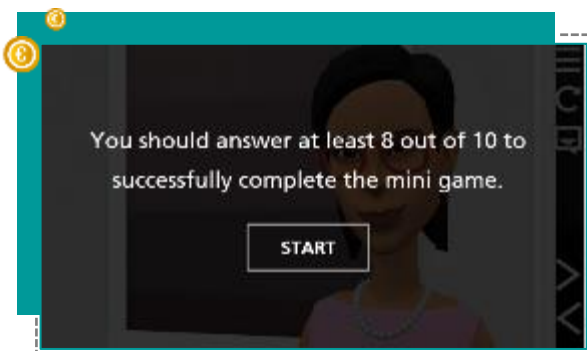 You should answer at least 8 out of 10 to
successfully complete the mini game.
START